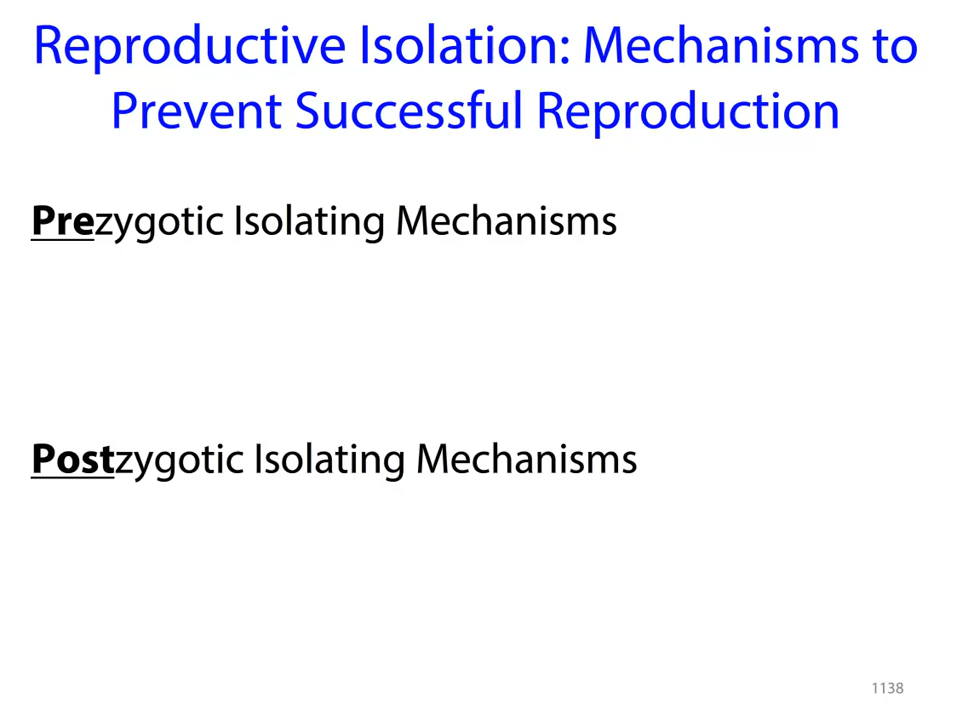 Reproductive Isolation: Mechanisms to
Prevent Successful Reproduction
Prezygotic Isolating Mechanisms
Postzygotic Isolating Mechanisms
1138